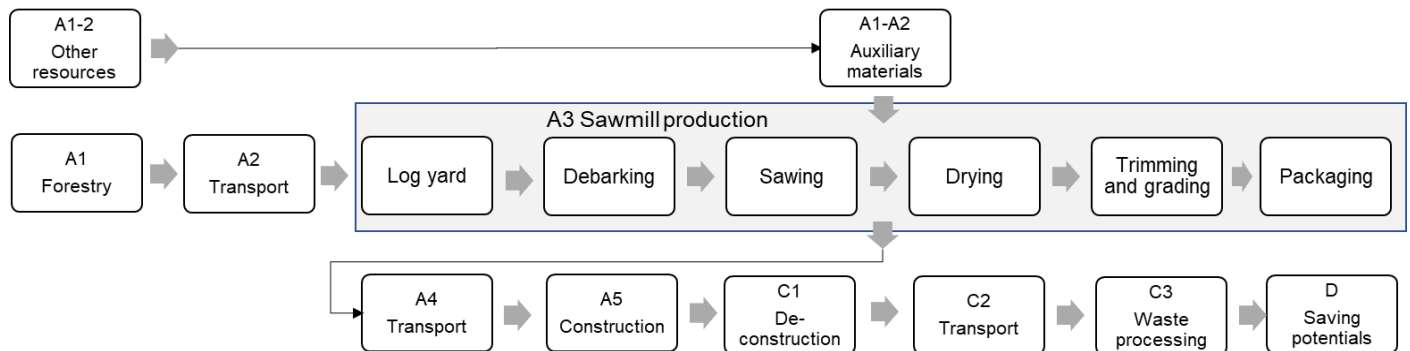 A1-2
Other
resources
A1-A2
Auxiliary
materials
A3 Sawmill production
A1
Forestry
A2
Transport
Log yard
Debarking
Sawing
Drying
Trimming
and grading
Packaging
A4
Transport
A5
Construction
C1
De-
construction
C2
Transport
C3
Waste
processing
D
Saving
potentials